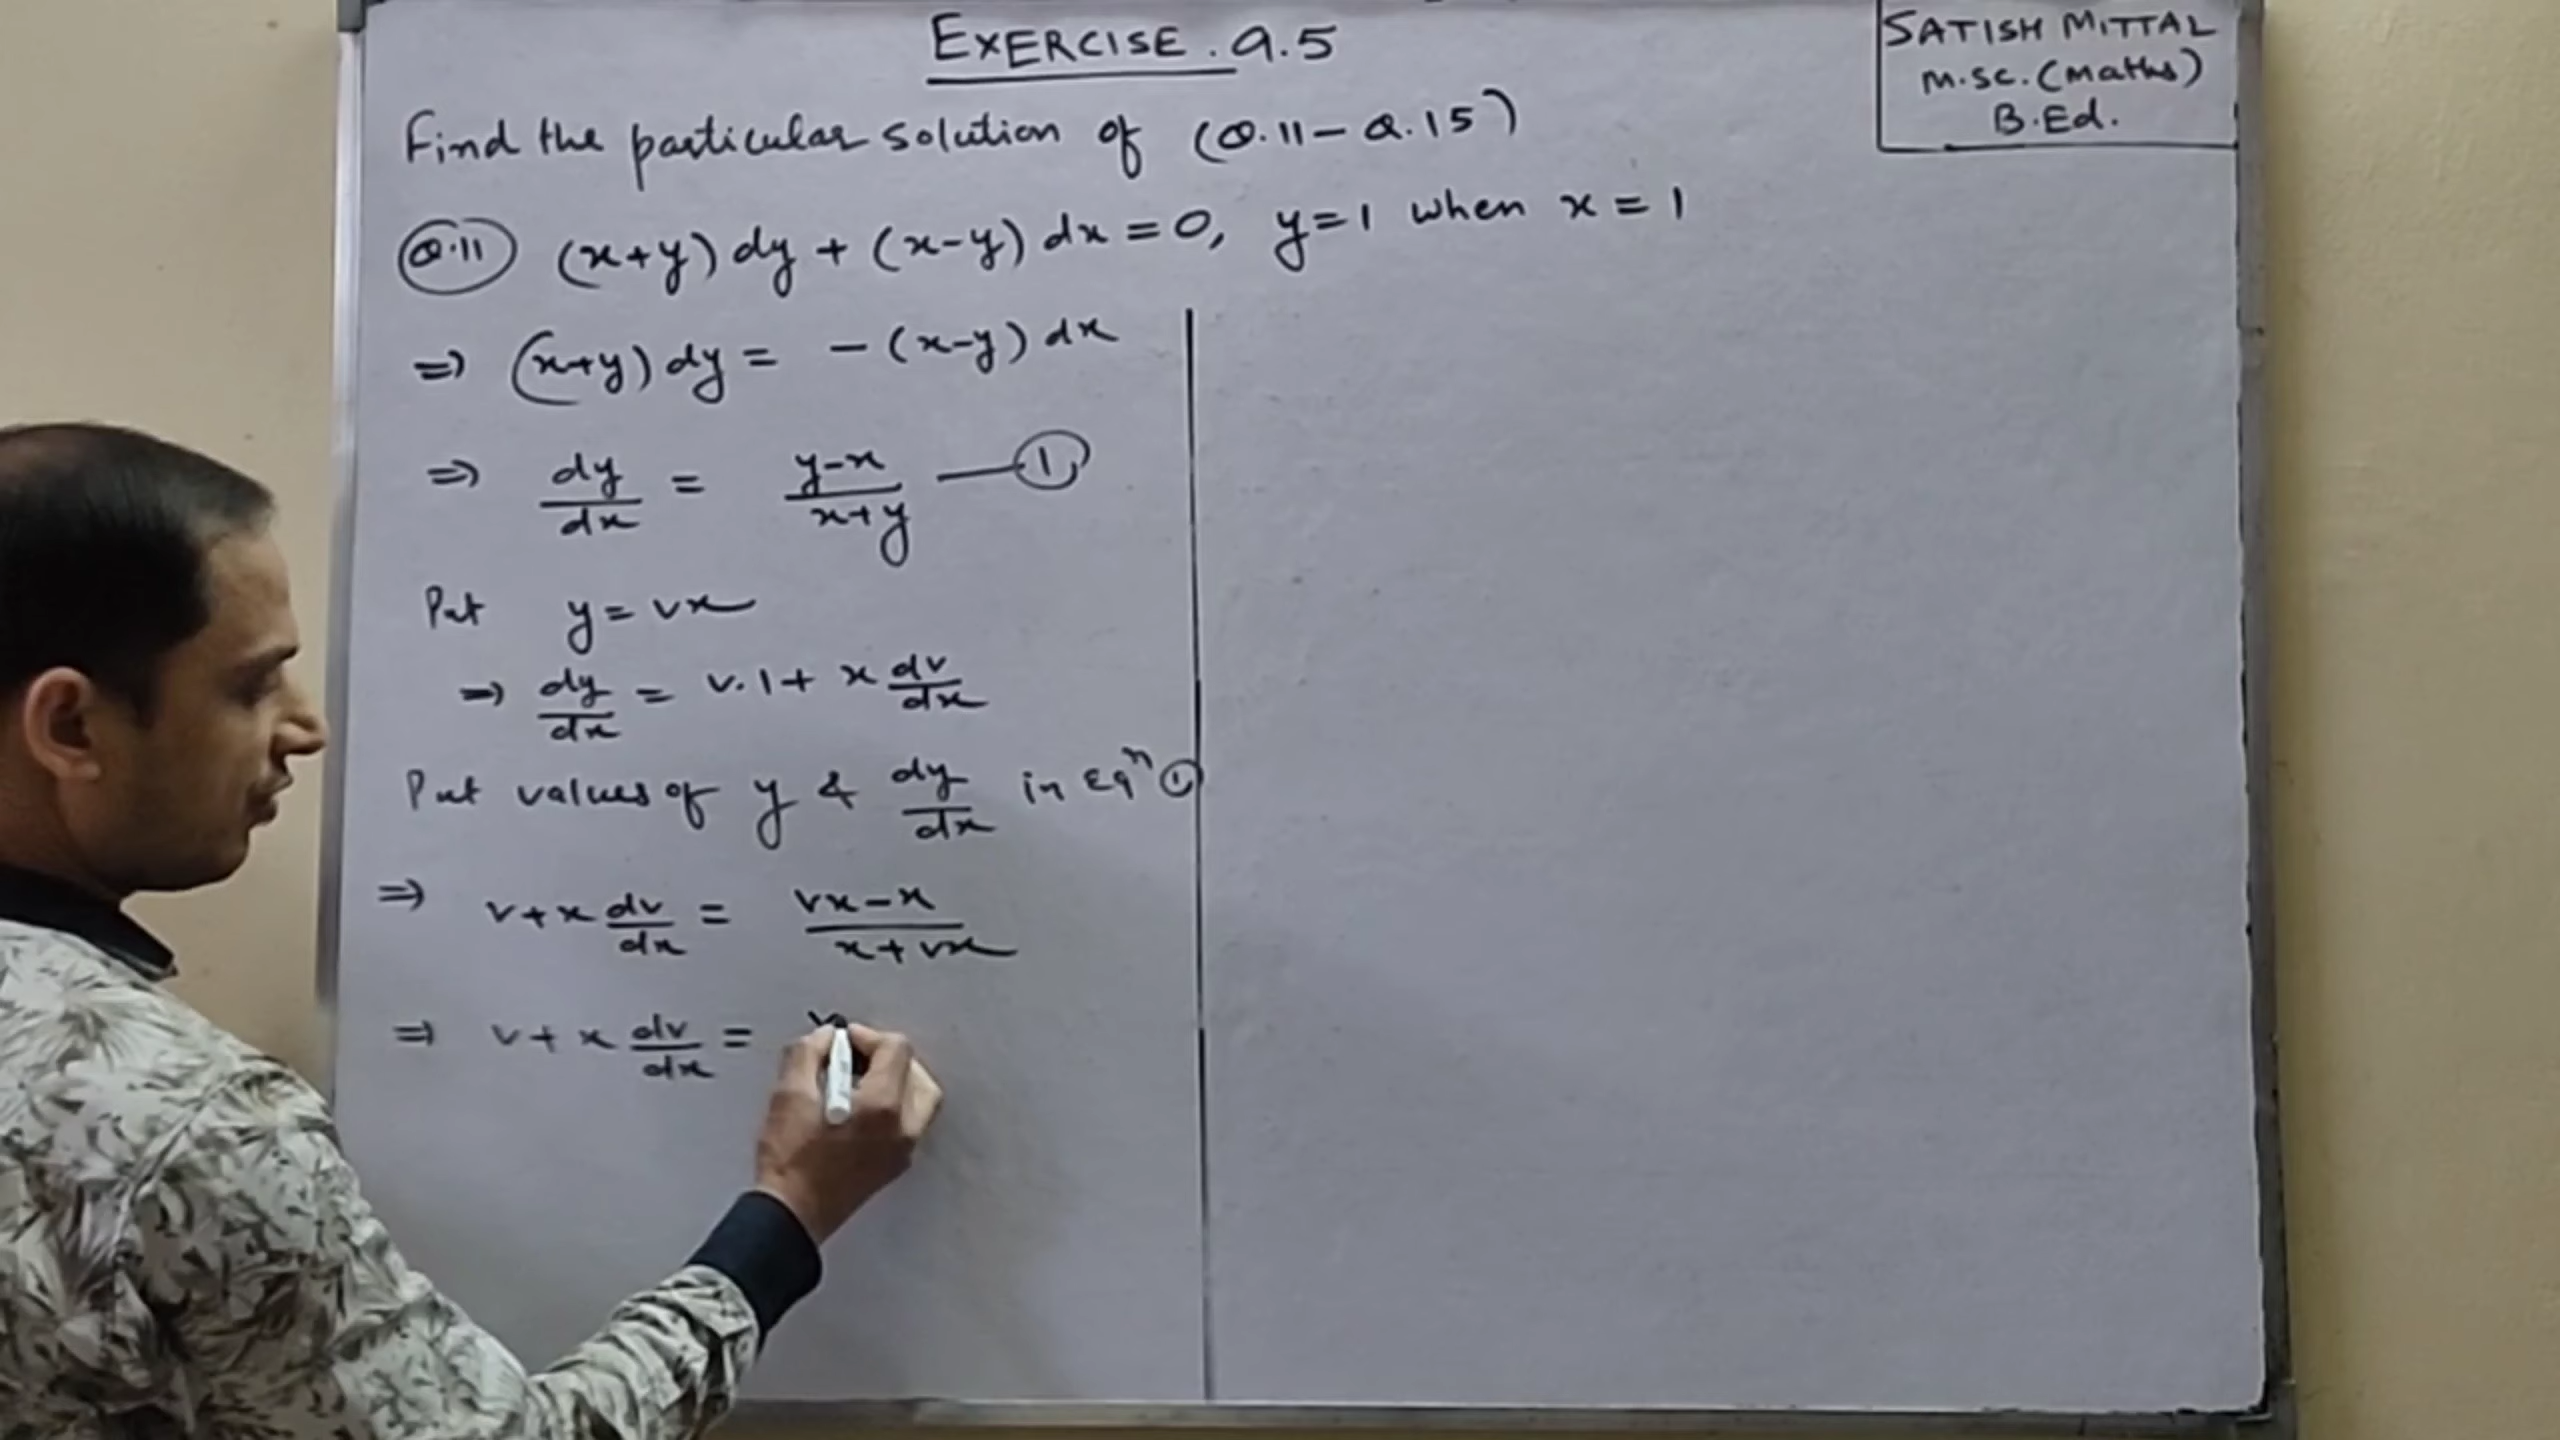 EXERCISE. 9.5
SATISH MITTAL
M.SC. (Maths)
B.Ed.
Find the particular solution of (Q.11 – Q.15)
Q.11 (x+y) dy + (x-y) dx = 0, y=1 when x = 1
⇒ (x+y) dy = - (x-y) dx
⇒ dy/dx = y-x/x+y — ①
Put y = vx
⇒ dy/dx = v.1 + x dv/dx
Put values of y & dy/dx in Eqⁿ ①
⇒ v + x dv/dx = vx-x/x+vx
⇒ v + x dv/dx = v